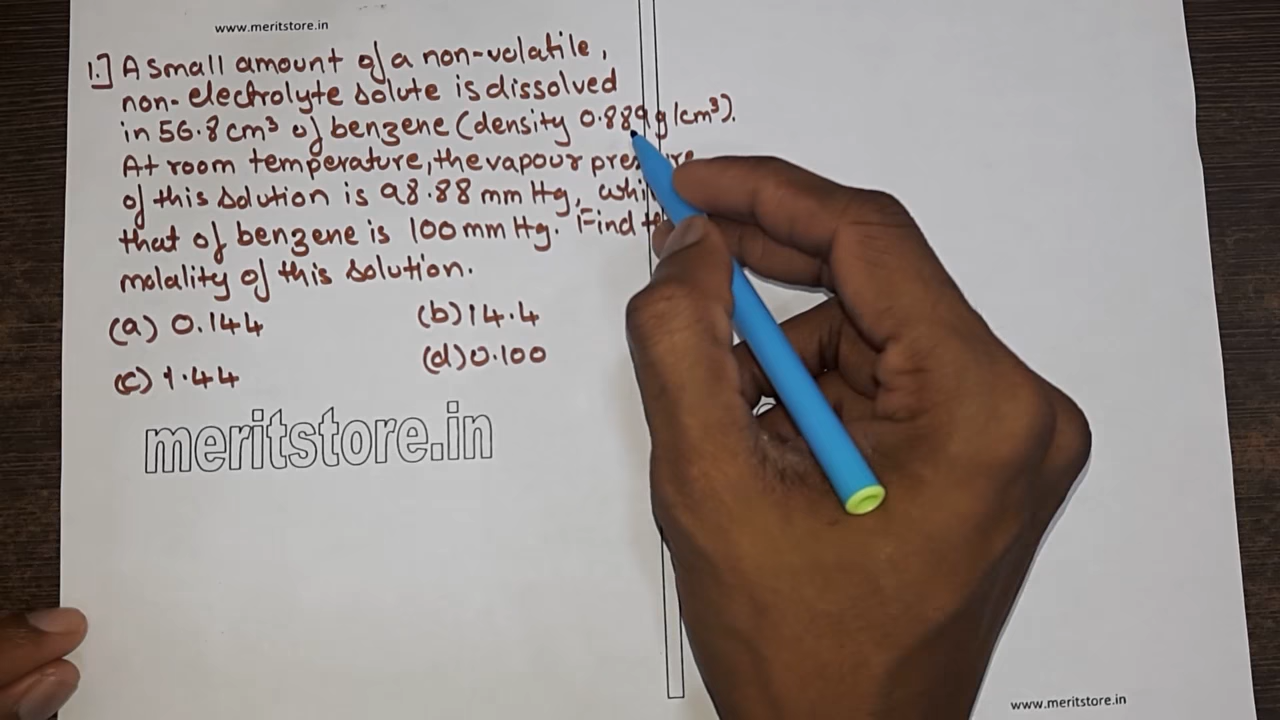 www.meritstore.in
1.] A small amount of a non-volatile,
non-electrolyte solute is dissolved
in 56.8 cm³ of benzene (density 0.889 g/cm³).
At room temperature, the vapour
of this solution is 98.88 mm Hg,
that of benzene is 100 mm Hg. Find
molality of this solution.
(a) 0.144 (b) 14.4
(c) 1.44 (d) 0.100
meritstore.in
www.meritstore.in